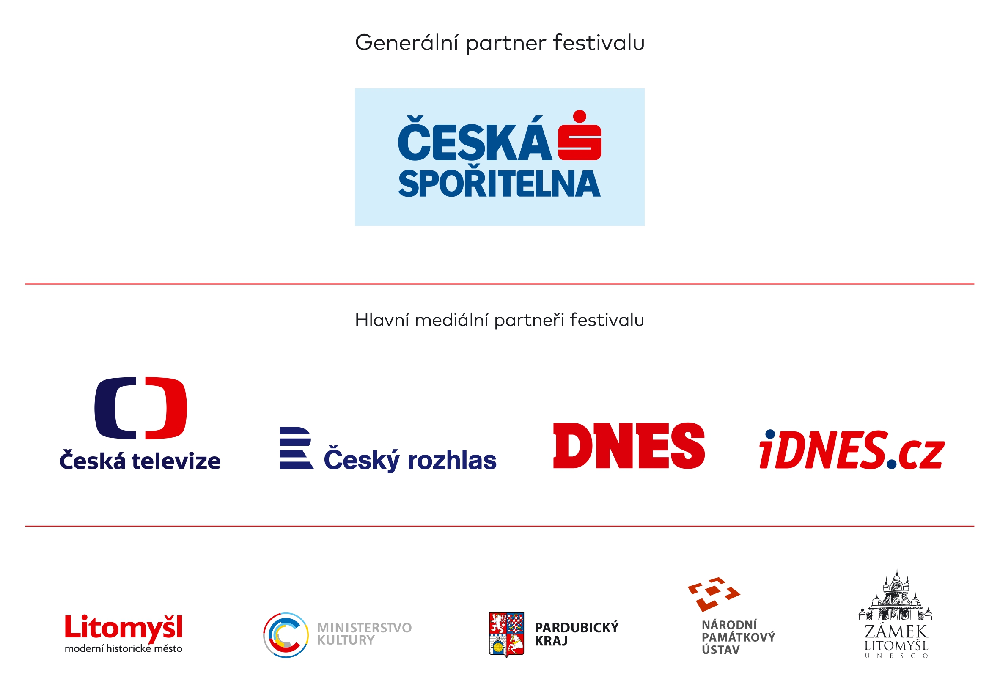 Generální partner festivalu
ČESKÁ
SPOŘITELNA
Hlavní mediální partneři festivalu
Česká televize
Český rozhlas
DNES
iDNES.cz
Litomyšl
moderní historické město
MINISTERSTVO
KULTURY
PARDUBICKÝ
KRAJ
NÁRODNÍ
PAMÁTKOVÝ
ÚSTAV
ZÁMEK
LITOMYŠL
UNESCO